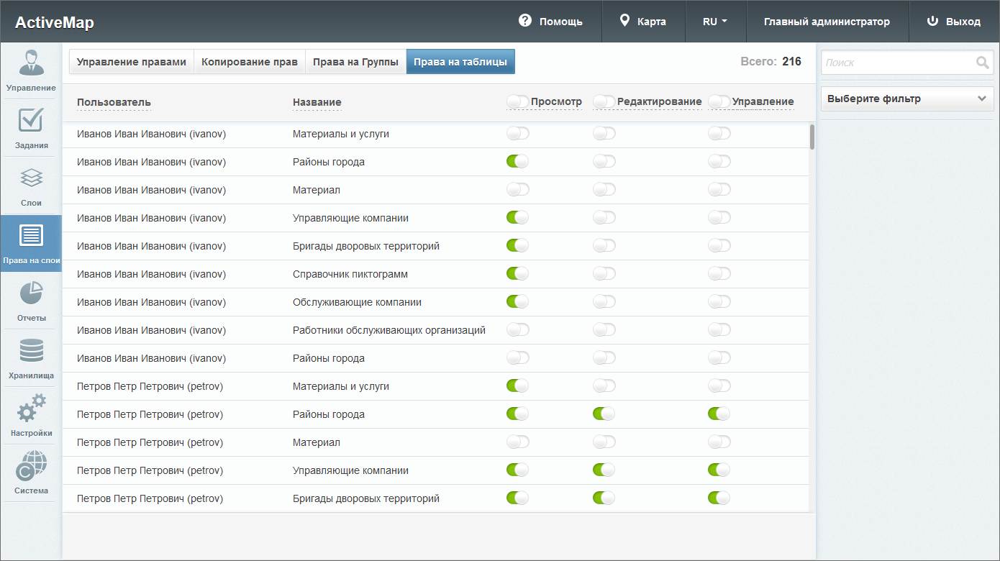 ActiveMap
Помощь
Карта
RU
Главный администратор
Выход
Управление
Задания
Слои
Права на слои
Отчеты
Хранилища
Настройки
Система
Управление правами
Копирование прав
Права на Группы
Права на таблицы
Всего: 216
Поиск
Выберите фильтр
Пользователь Название Просмотр Редактирование Управление
Иванов Иван Иванович (ivanov) Материалы и услуги
Иванов Иван Иванович (ivanov) Районы города
Иванов Иван Иванович (ivanov) Материал
Иванов Иван Иванович (ivanov) Управляющие компании
Иванов Иван Иванович (ivanov) Бригады дворовых территорий
Иванов Иван Иванович (ivanov) Справочник пиктограмм
Иванов Иван Иванович (ivanov) Обслуживающие компании
Иванов Иван Иванович (ivanov) Работники обслуживающих организаций
Иванов Иван Иванович (ivanov) Районы города
Петров Петр Петрович (petrov) Материалы и услуги
Петров Петр Петрович (petrov) Районы города
Петров Петр Петрович (petrov) Материал
Петров Петр Петрович (petrov) Управляющие компании
Петров Петр Петрович (petrov) Бригады дворовых территорий